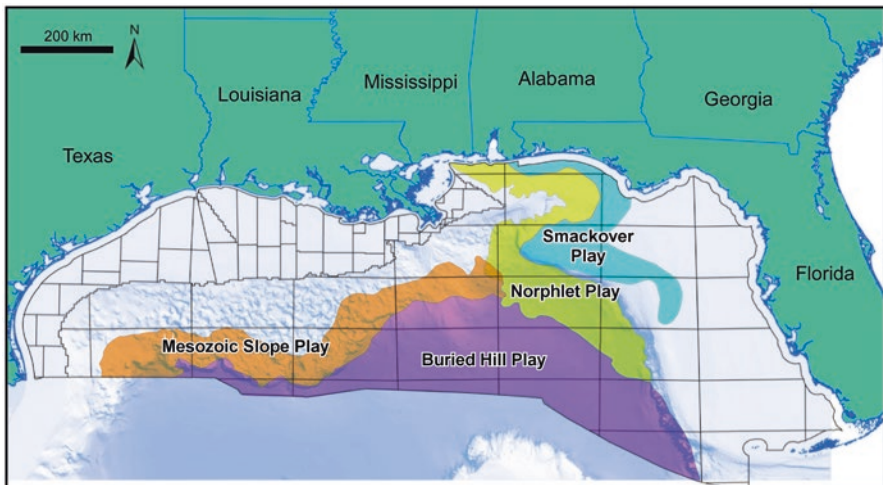 200 km
N
Texas
Louisiana
Mississippi
Alabama
Georgia
Florida
Smackover
Play
Norphlet Play
Mesozoic Slope Play
Buried Hill Play